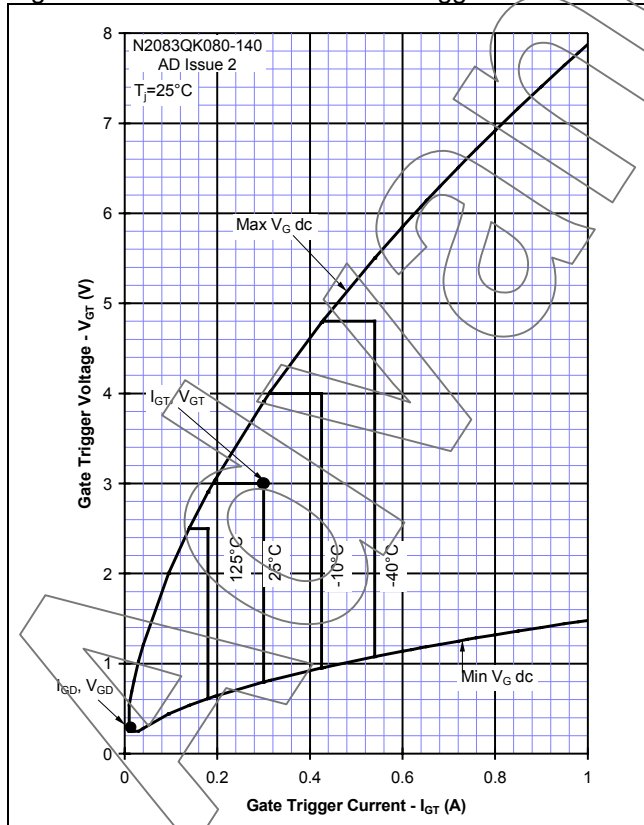 N2083QK080-140
AD Issue 2
Tj=25°C
Max VG dc
IGT, VGT
125°C
25°C
-10°C
-40°C
IGD, VGD
Min VG dc
Gate Trigger Voltage - VGT (V)
8
7
6
5
4
3
2
1
0
0 0.2 0.4 0.6 0.8 1
Gate Trigger Current - IGT (A)